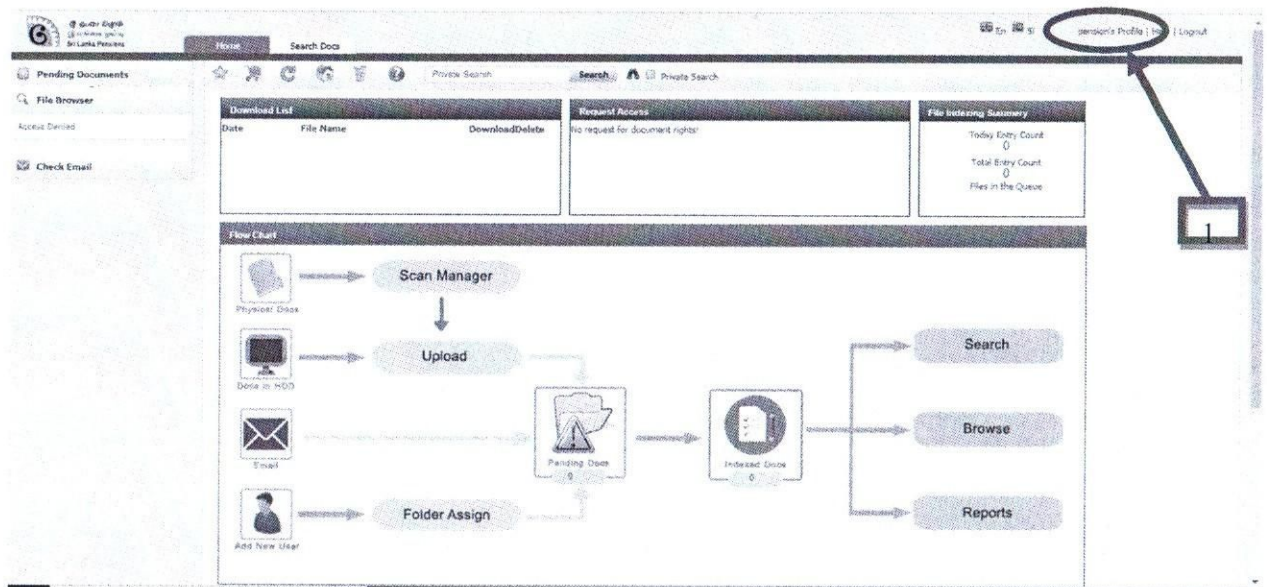 Sri Lanka Pensions
Home Search Docs
En SI pension's Profile | | Logout
Pending Documents
Private Search Search Private Search
File Browser
Access Denied
Check Email
Download List
Date File Name DownloadDelete
Request Access
No request for document rights!
File Indexing Summary
Today Entry Count
0
Total Entry Count
0
Files in the Queue
1
Flow Chart
Physical Docs
Scan Manager
Docs in HDD
Upload
Email
Pending Docs
0
Indexed Docs
0
Add New User
Folder Assign
Search
Browse
Reports